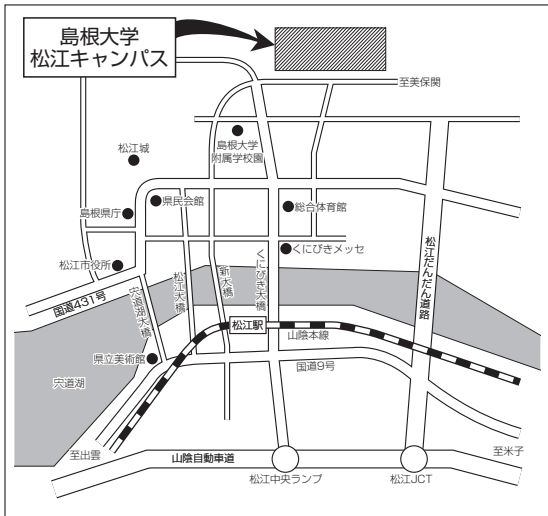 島根大学
松江キャンパス
至美保関
松江城
島根大学
附属学校園
県民会館
総合体育館
島根県庁
くにびきメッセ
松江市役所
国道431号
宍道湖大橋
松江大橋
新大橋
くにびき大橋
松江だんだん道路
松江駅
山陰本線
県立美術館
国道9号
宍道湖
至出雲
山陰自動車道
至米子
松江中央ランプ
松江JCT